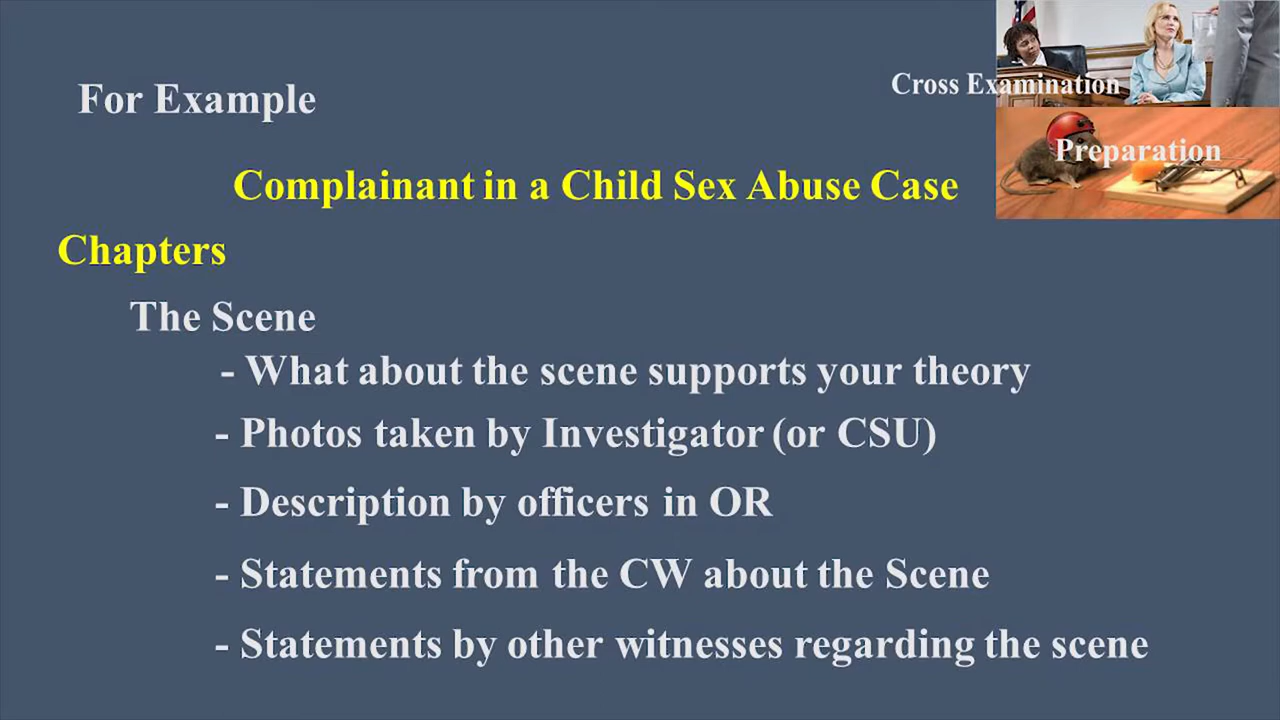 For Example
Cross Examination
Preparation
Complainant in a Child Sex Abuse Case
Chapters
The Scene
- What about the scene supports your theory
- Photos taken by Investigator (or CSU)
- Description by officers in OR
- Statements from the CW about the Scene
- Statements by other witnesses regarding the scene